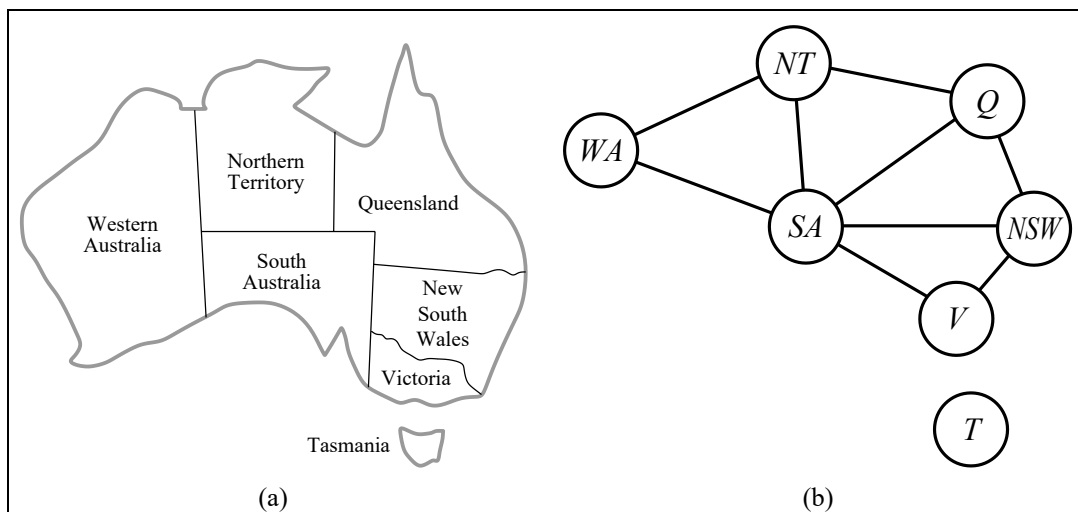 Northern
Territory
Western
Australia
Queensland
South
Australia
New
South
Wales
Victoria
Tasmania
(a)
NT
Q
WA
SA
NSW
V
T
(b)